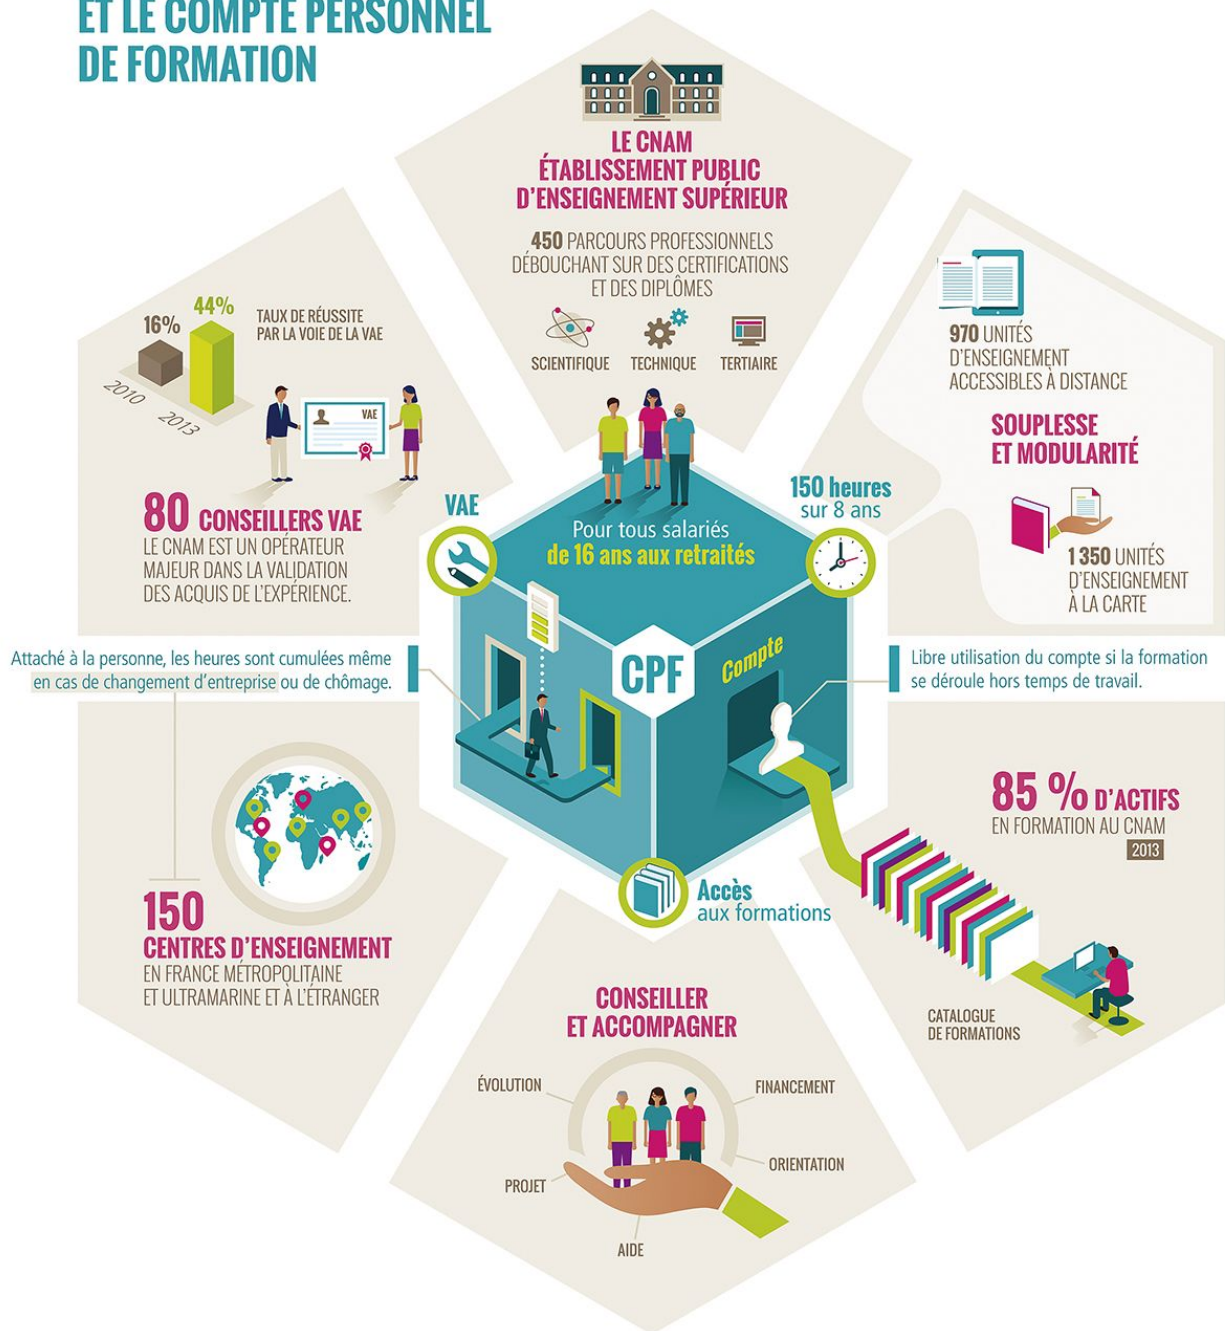 ET LE COMPTE PERSONNEL
DE FORMATION
LE CNAM
ÉTABLISSEMENT PUBLIC
D'ENSEIGNEMENT SUPÉRIEUR
450 PARCOURS PROFESSIONNELS
DÉBOUCHANT SUR DES CERTIFICATIONS
ET DES DIPLÔMES
SCIENTIFIQUE
TECHNIQUE
TERTIAIRE
16%
44%
2010
2013
TAUX DE RÉUSSITE
PAR LA VOIE DE LA VAE
VAE
80 CONSEILLERS VAE
LE CNAM EST UN OPÉRATEUR
MAJEUR DANS LA VALIDATION
DES ACQUIS DE L'EXPÉRIENCE.
970 UNITÉS
D'ENSEIGNEMENT
ACCESSIBLES À DISTANCE
SOUPLESSE
ET MODULARITÉ
1 350 UNITÉS
D'ENSEIGNEMENT
À LA CARTE
VAE
Pour tous salariés
de 16 ans aux retraités
150 heures
sur 8 ans
CPF
Compte
Attaché à la personne, les heures sont cumulées même
en cas de changement d'entreprise ou de chômage.
Libre utilisation du compte si la formation
se déroule hors temps de travail.
150
CENTRES D'ENSEIGNEMENT
EN FRANCE MÉTROPOLITAINE
ET ULTRAMARINE ET À L'ÉTRANGER
Accès
aux formations
85 % D'ACTIFS
EN FORMATION AU CNAM
2013
CATALOGUE
DE FORMATIONS
CONSEILLER
ET ACCOMPAGNER
ÉVOLUTION
FINANCEMENT
PROJET
ORIENTATION
AIDE